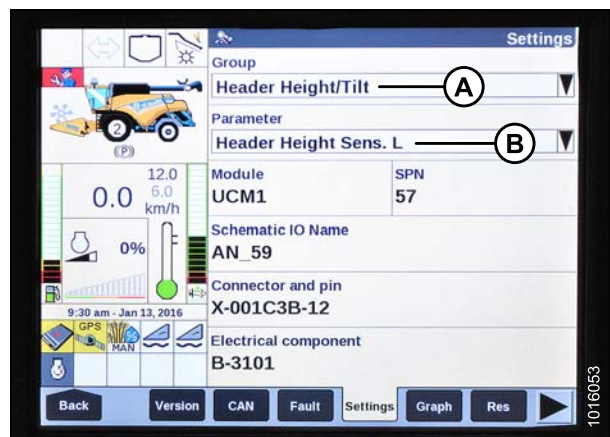 Settings
Group
Header Height/Tilt
A
Parameter
Header Height Sens. L
B
Module
SPN
UCM1
57
Schematic IO Name
AN_59
Connector and pin
X-001C3B-12
Electrical component
B-3101
2
(P)
12.0
0.0
6.0
km/h
0%
9:30 am - Jan 13, 2016
GPS
MAN
%
Back
Version
CAN
Fault
Settings
Graph
Res
1016053